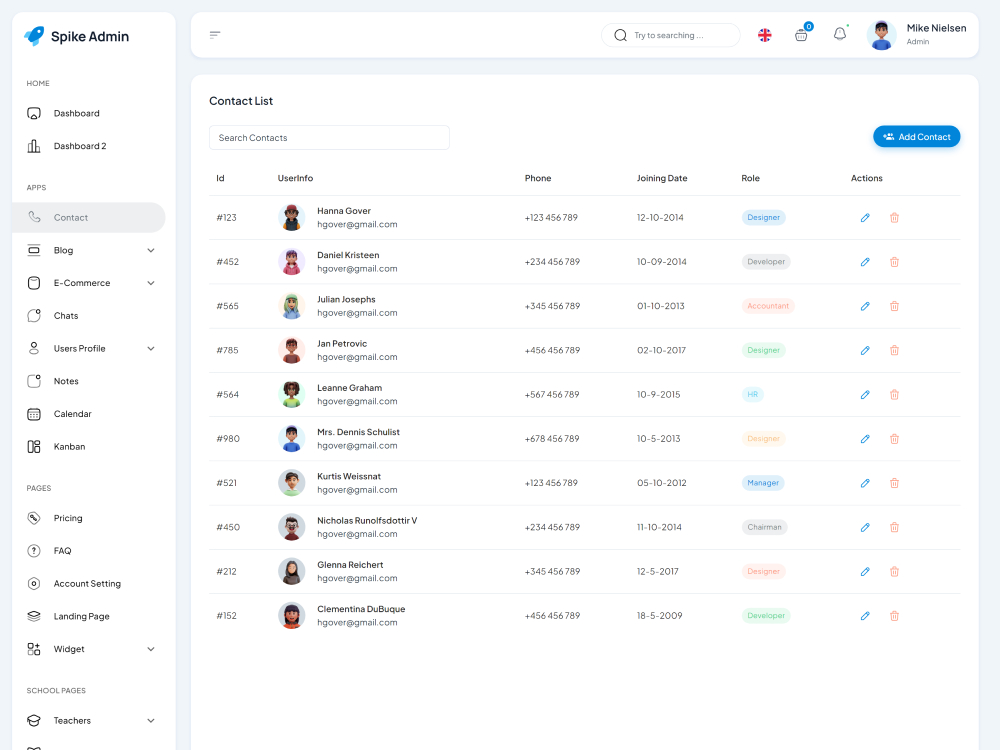 Spike Admin
Try to searching ...
0
Mike Nielsen
Admin
HOME
Dashboard
Dashboard 2
APPS
Contact
Blog
E-Commerce
Chats
Users Profile
Notes
Calendar
Kanban
PAGES
Pricing
FAQ
Account Setting
Landing Page
Widget
SCHOOL PAGES
Teachers
Contact List
Search Contacts
Add Contact
Id UserInfo Phone Joining Date Role Actions
#123 Hanna Gover +123 456 789 12-10-2014 Designer
hgover@gmail.com
#452 Daniel Kristeen +234 456 789 10-09-2014 Developer
hgover@gmail.com
#565 Julian Josephs +345 456 789 01-10-2013 Accountant
hgover@gmail.com
#785 Jan Petrovic +456 456 789 02-10-2017 Designer
hgover@gmail.com
#564 Leanne Graham +567 456 789 10-9-2015 HR
hgover@gmail.com
#980 Mrs. Dennis Schulist +678 456 789 10-5-2013 Designer
hgover@gmail.com
#521 Kurtis Weissnat +123 456 789 05-10-2012 Manager
hgover@gmail.com
#450 Nicholas Runolfsdottir V +234 456 789 11-10-2014 Chairman
hgover@gmail.com
#212 Glenna Reichert +345 456 789 12-5-2017 Designer
hgover@gmail.com
#152 Clementina DuBuque +456 456 789 18-5-2009 Developer
hgover@gmail.com